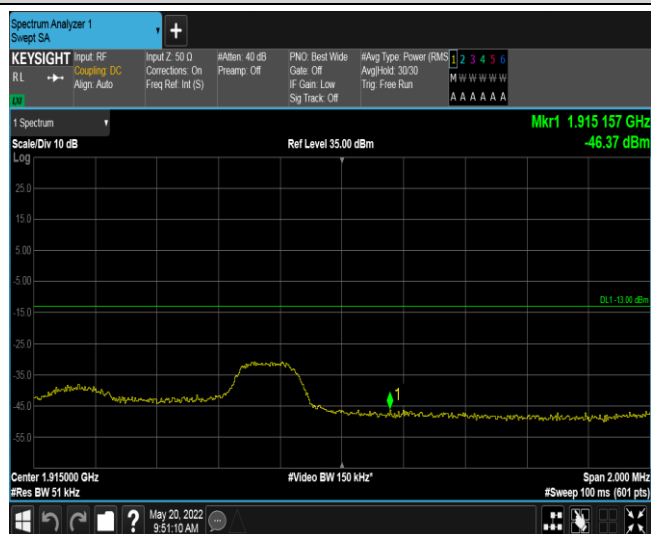 Spectrum Analyzer 1
Swept SA
+
KEYSIGHT
RL
LXI
Input: RF
Coupling: DC
Align: Auto
Input Z: 50 Ω
Corrections: On
Freq Ref: Int (S)
#Atten: 40 dB
Preamp: Off
PNO: Best Wide
Gate: Off
IF Gain: Low
Sig Track: Off
#Avg Type: Power (RMS
Avg|Hold: 30/30
Trig: Free Run
1 2 3 4 5 6
M W W W W W
A A A A A A
1 Spectrum
Mkr1 1.915 157 GHz
Scale/Div 10 dB
Ref Level 35.00 dBm
-46.37 dBm
Log
25.0
15.0
5.00
-5.00
DL1 -13.00 dBm
-15.0
-25.0
-35.0
1
-45.0
-55.0
Center 1.915000 GHz
#Video BW 150 kHz*
Span 2.000 MHz
#Res BW 51 kHz
#Sweep 100 ms (601 pts)
?
May 20, 2022
9:51:10 AM